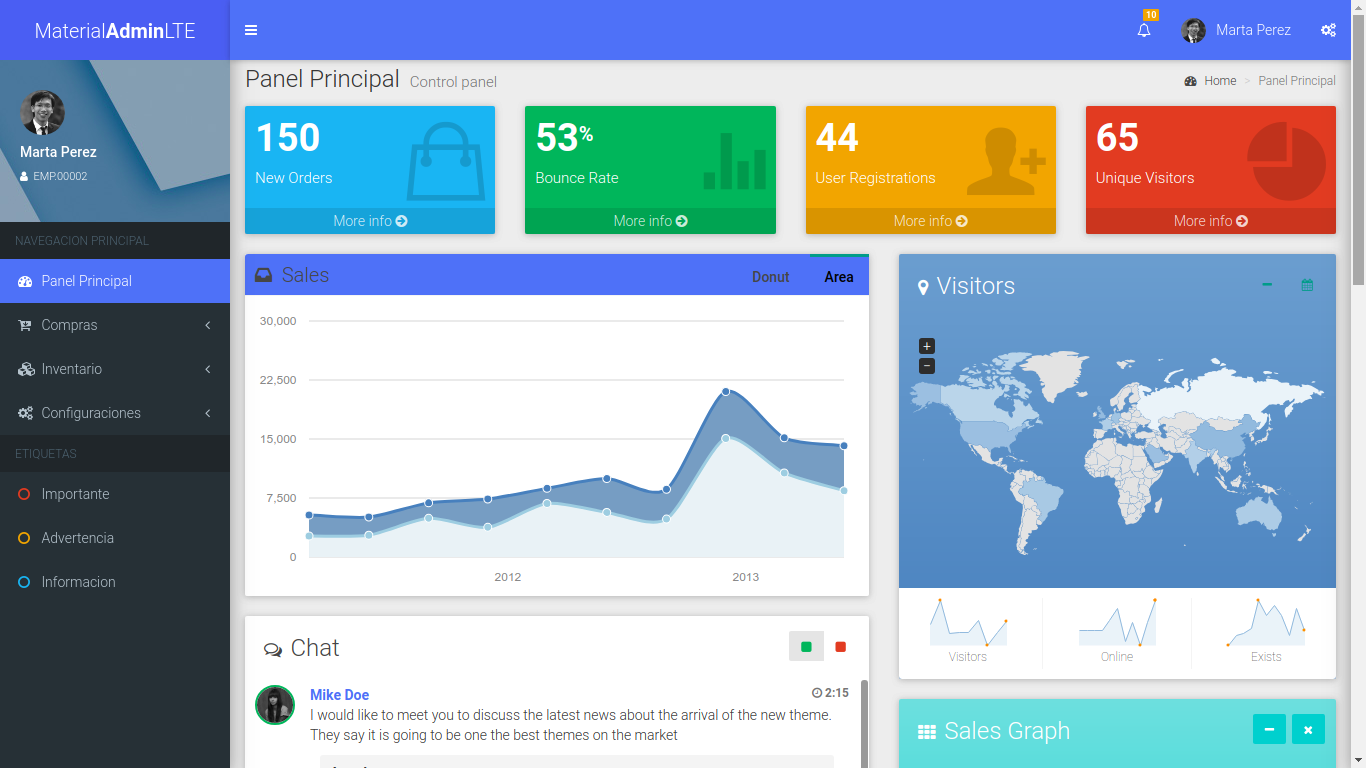 MaterialAdminLTE
10
Marta Perez
Marta Perez
EMP.00002
NAVEGACION PRINCIPAL
Panel Principal
Compras
Inventario
Configuraciones
ETIQUETAS
Importante
Advertencia
Informacion
Panel Principal Control panel
Home > Panel Principal
150
New Orders
More info
53%
Bounce Rate
More info
44
User Registrations
More info
65
Unique Visitors
More info
Sales
Donut
Area
30,000
22,500
15,000
7,500
0
2012
2013
Visitors
+
−
Visitors
Online
Exists
Chat
Mike Doe
2:15
I would like to meet you to discuss the latest news about the arrival of the new theme.
They say it is going to be one the best themes on the market
Sales Graph